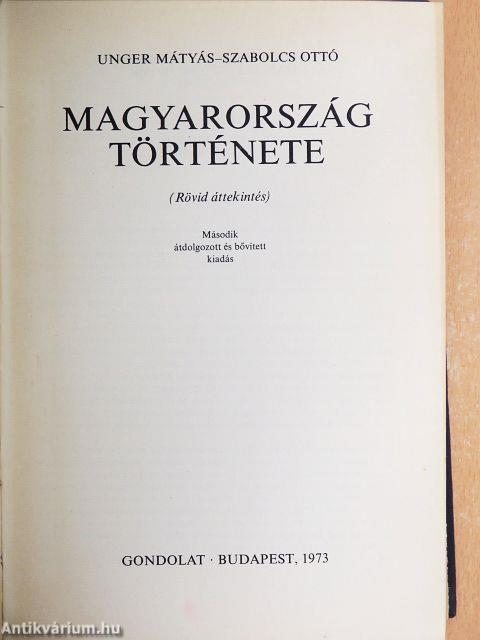 UNGER MÁTYÁS–SZABOLCS OTTÓ
MAGYARORSZÁG
TÖRTÉNETE
(Rövid áttekintés)
Második
átdolgozott és bővített
kiadás
GONDOLAT · BUDAPEST, 1973
Antikvárium.hu